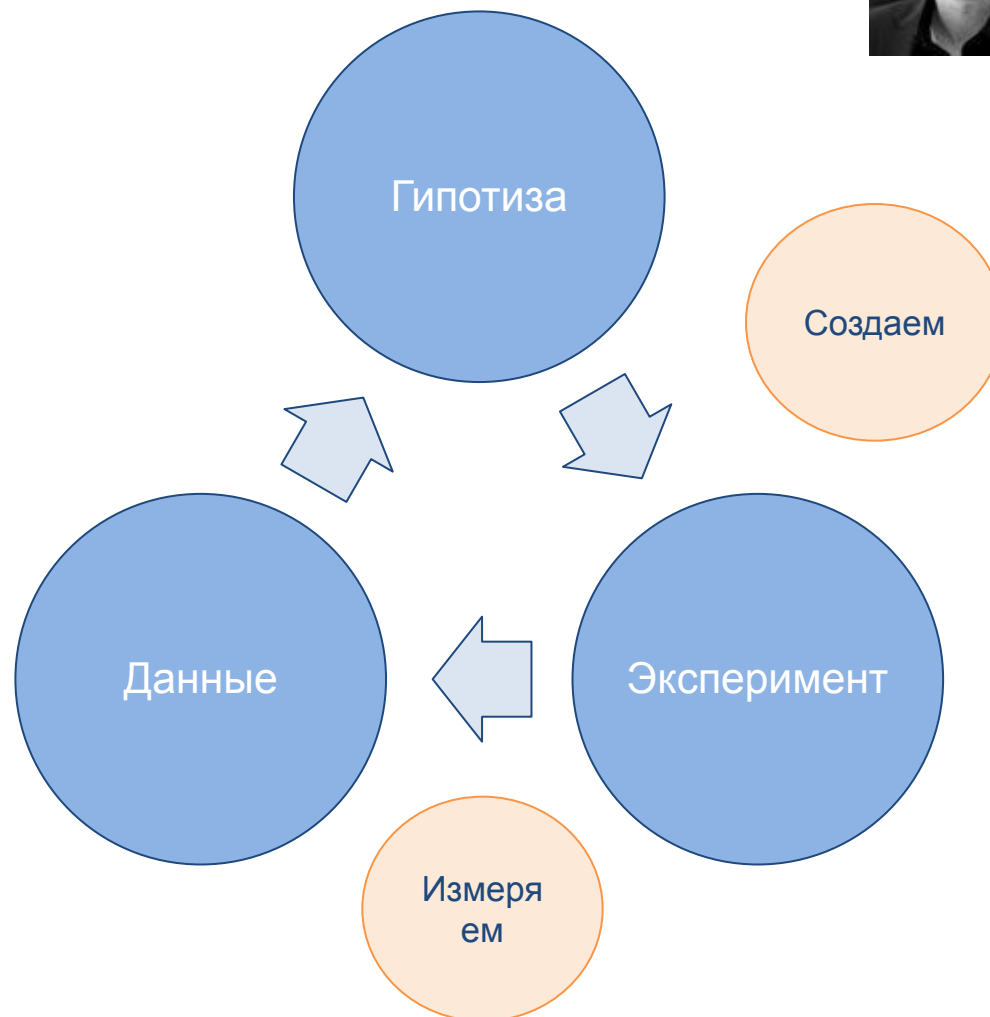 Гипотиза
Создаем
Данные
Эксперимент
Измеря
ем